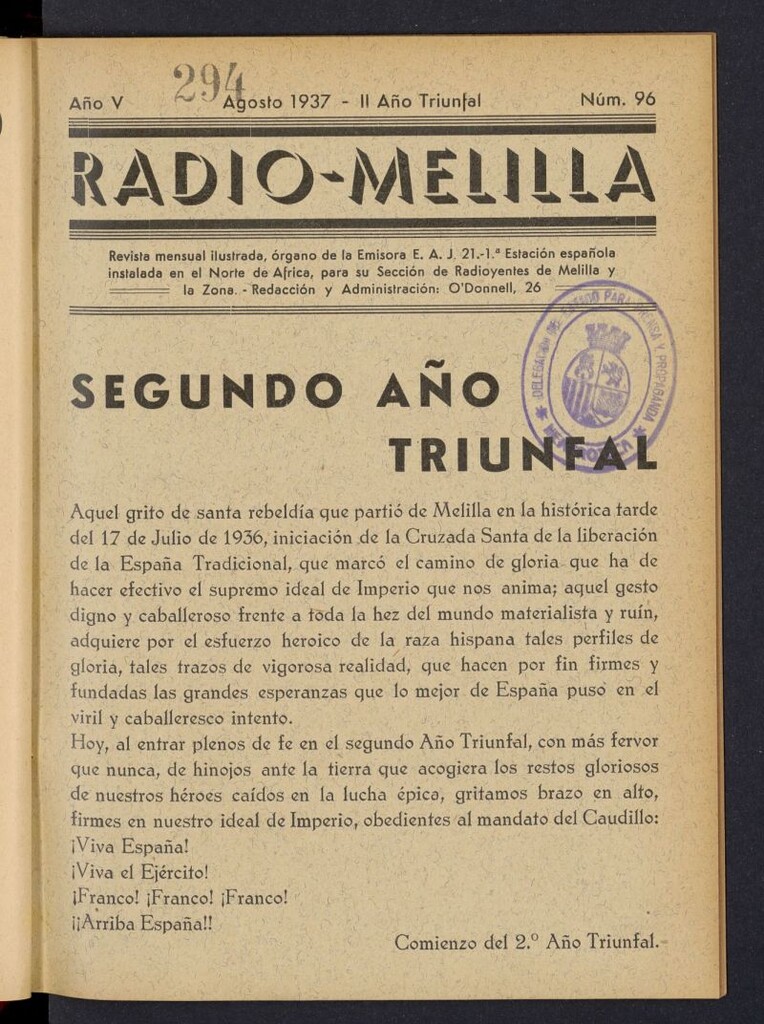 294
Año V Agosto 1937 - II Año Triunfal Núm. 96
RADIO-MELILLA
Revista mensual ilustrada, órgano de la Emisora E. A. J. 21.-1.ª Estación española
instalada en el Norte de Africa, para su Sección de Radioyentes de Melilla y
la Zona. - Redacción y Administración: O'Donnell, 26
DELEGACIÓN DEL ESTADO PARA PRENSA Y PROPAGANDA
SEGUNDO AÑO
TRIUNFAL
Aquel grito de santa rebeldía que partió de Melilla en la histórica tarde
del 17 de Julio de 1936, iniciación de la Cruzada Santa de la liberación
de la España Tradicional, que marcó el camino de gloria que ha de
hacer efectivo el supremo ideal de Imperio que nos anima; aquel gesto
digno y caballeroso frente a toda la hez del mundo materialista y ruín,
adquiere por el esfuerzo heroico de la raza hispana tales perfiles de
gloria, tales trazos de vigorosa realidad, que hacen por fin firmes y
fundadas las grandes esperanzas que lo mejor de España puso en el
viril y caballeresco intento.
Hoy, al entrar plenos de fe en el segundo Año Triunfal, con más fervor
que nunca, de hinojos ante la tierra que acogiera los restos gloriosos
de nuestros héroes caídos en la lucha épica, gritamos brazo en alto,
firmes en nuestro ideal de Imperio, obedientes al mandato del Caudillo:
¡Viva España!
¡Viva el Ejército!
¡Franco! ¡Franco! ¡Franco!
¡¡Arriba España!!
Comienzo del 2.º Año Triunfal.